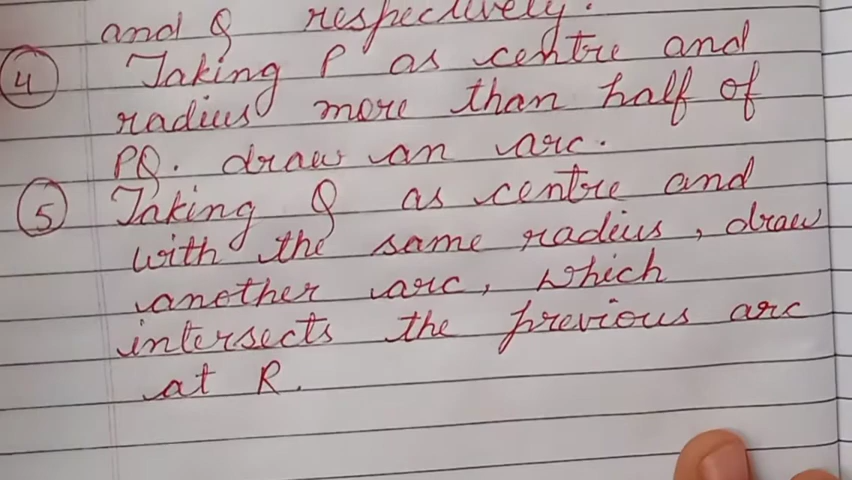 and Q respectively.
4 Taking P as centre and
radius more than half of
PQ. draw an arc.
5 Taking Q as centre and
with the same radius, draw
another arc, which
intersects the previous arc
at R.